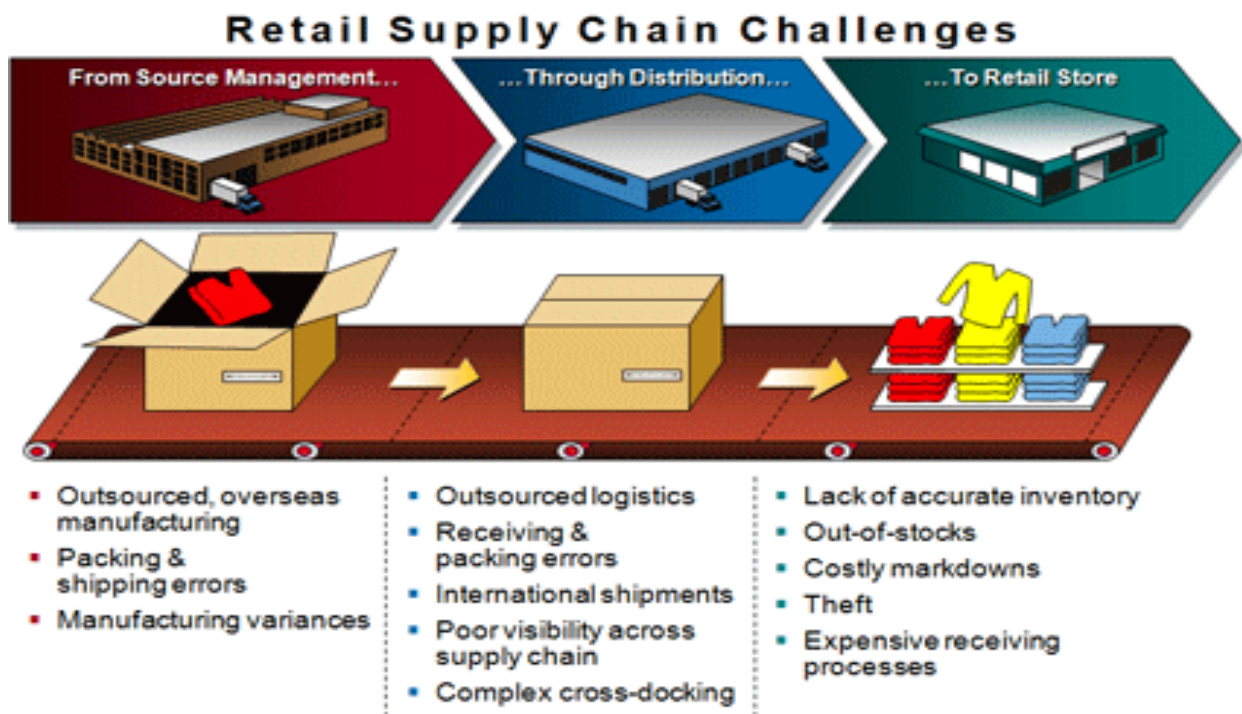 Retail Supply Chain Challenges
From Source Management...
...Through Distribution...
...To Retail Store
Outsourced, overseas
manufacturing
Packing &
shipping errors
Manufacturing variances
Outsourced logistics
Receiving &
packing errors
International shipments
Poor visibility across
supply chain
Complex cross-docking
Lack of accurate inventory
Out-of-stocks
Costly markdowns
Theft
Expensive receiving
processes